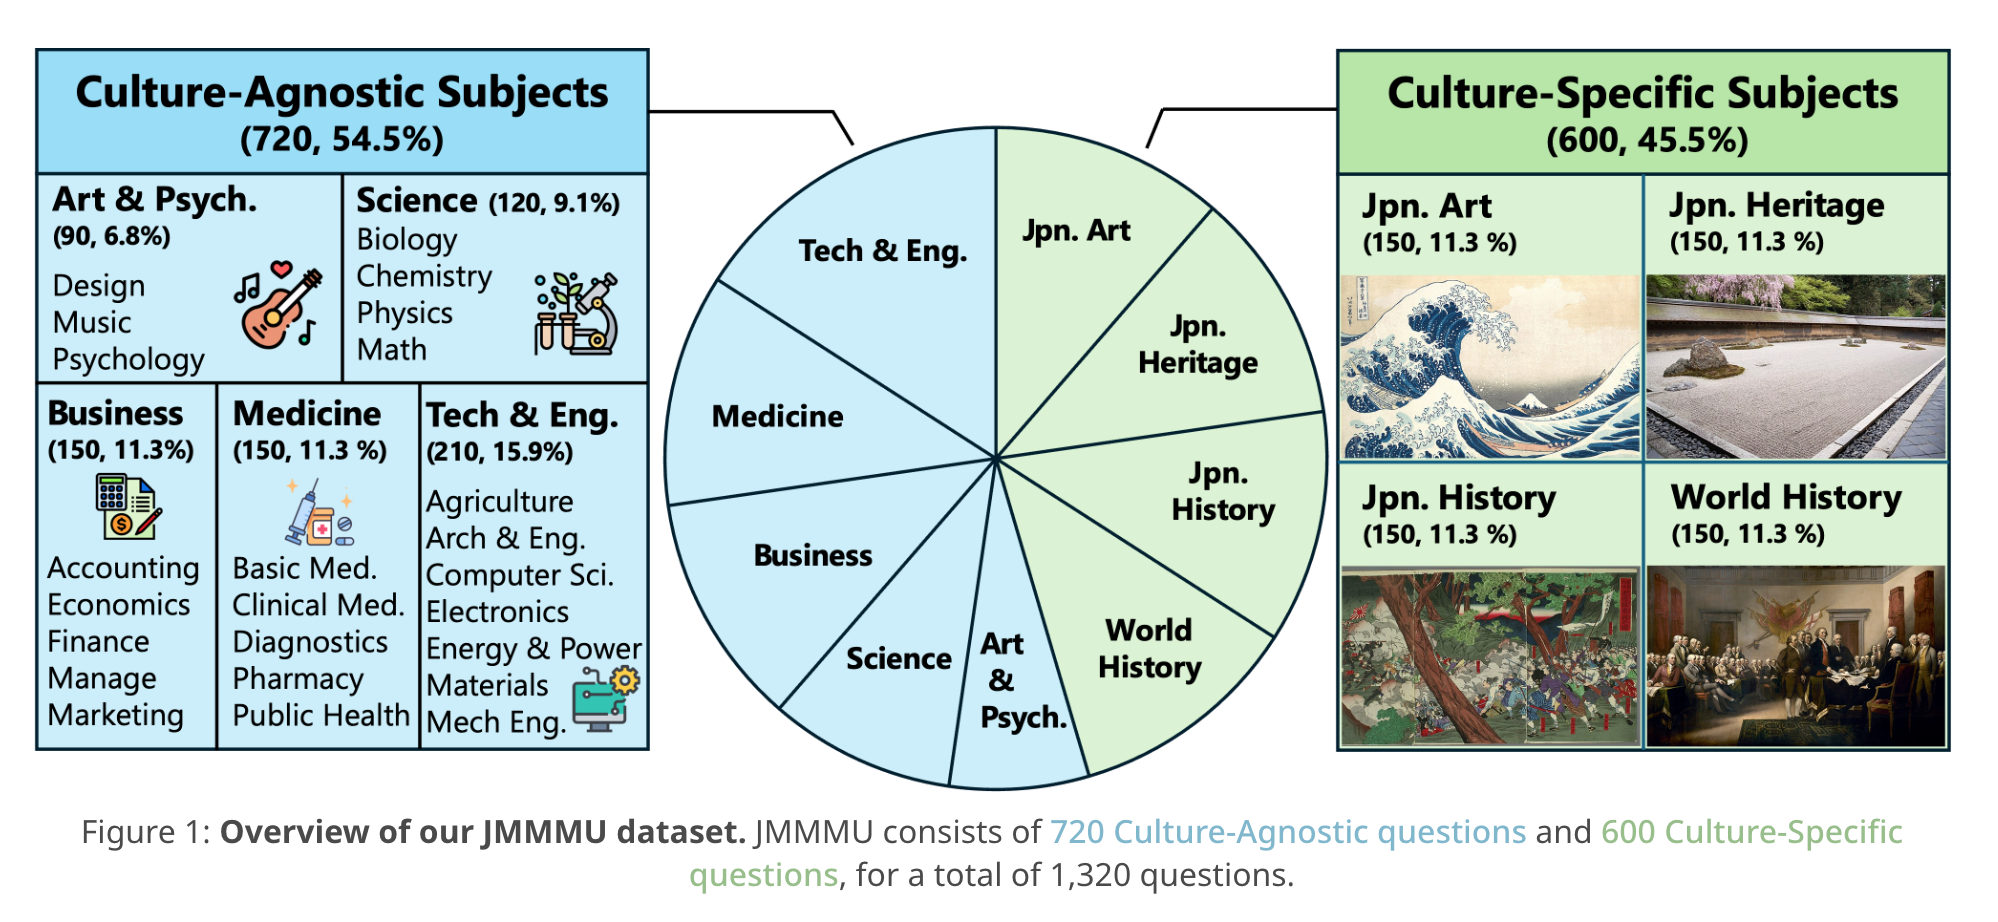 Culture-Agnostic Subjects
(720, 54.5%)
Art & Psych.
(90, 6.8%)
Design
Music
Psychology
Science (120, 9.1%)
Biology
Chemistry
Physics
Math
Business
(150, 11.3%)
Accounting
Economics
Finance
Manage
Marketing
Medicine
(150, 11.3 %)
Basic Med.
Clinical Med.
Diagnostics
Pharmacy
Public Health
Tech & Eng.
(210, 15.9%)
Agriculture
Arch & Eng.
Computer Sci.
Electronics
Energy & Power
Materials
Mech Eng.
Tech & Eng.
Jpn. Art
Jpn.
Heritage
Medicine
Jpn.
History
Business
World
History
Science
Art
&
Psych.
Culture-Specific Subjects
(600, 45.5%)
Jpn. Art
(150, 11.3 %)
Jpn. Heritage
(150, 11.3 %)
Jpn. History
(150, 11.3 %)
World History
(150, 11.3 %)
Figure 1: Overview of our JMMMU dataset. JMMMU consists of 720 Culture-Agnostic questions and 600 Culture-Specific
questions, for a total of 1,320 questions.